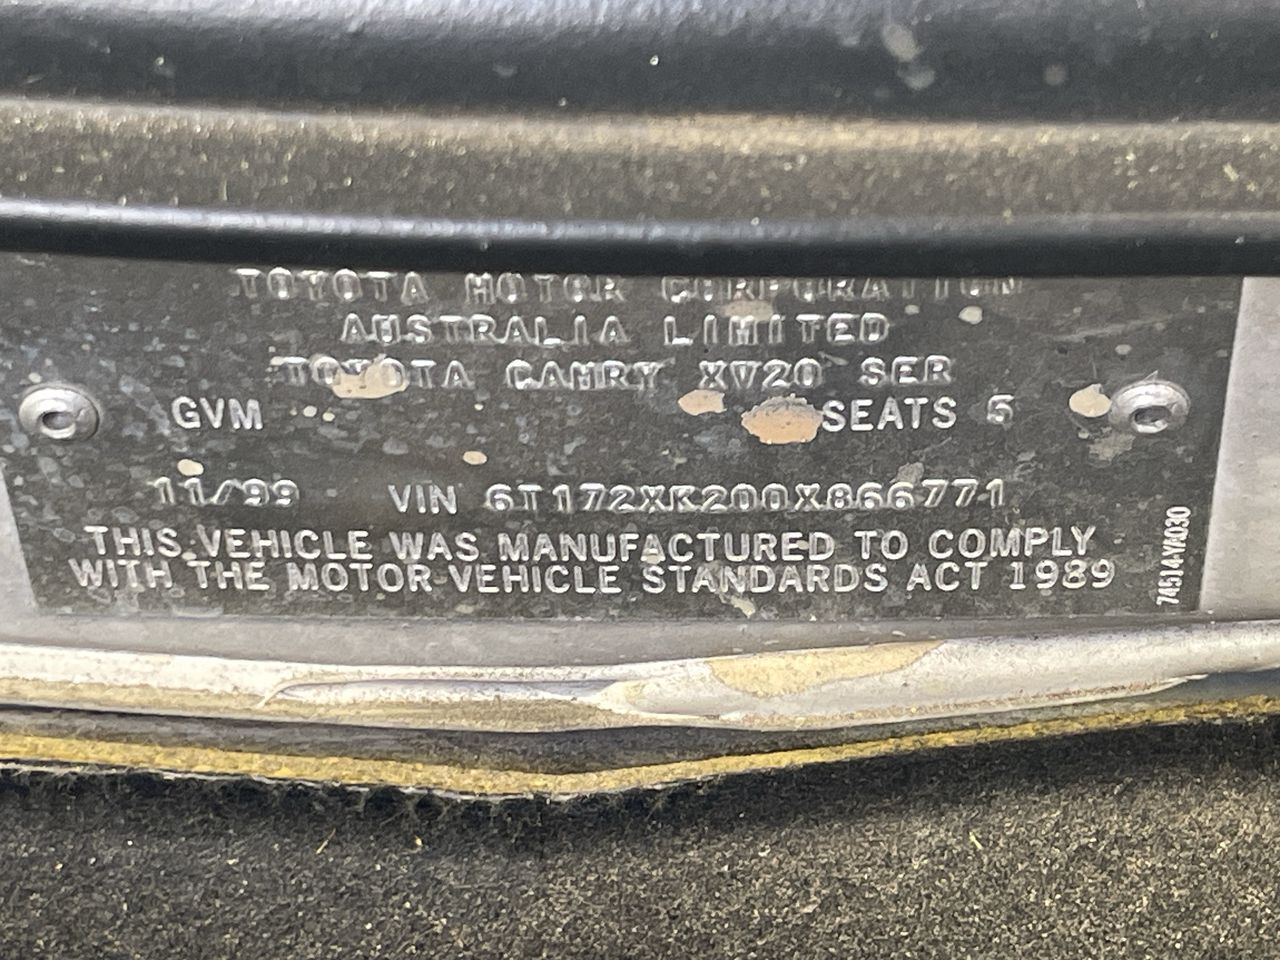 TOYOTA MOTOR CORPORATION
AUSTRALIA LIMITED
TOYOTA CAMRY XV20 SER
GVM SEATS 5
11/99 VIN 6T172XK200X866771
THIS VEHICLE WAS MANUFACTURED TO COMPLY
WITH THE MOTOR VEHICLE STANDARDS ACT 1989
74514YA030